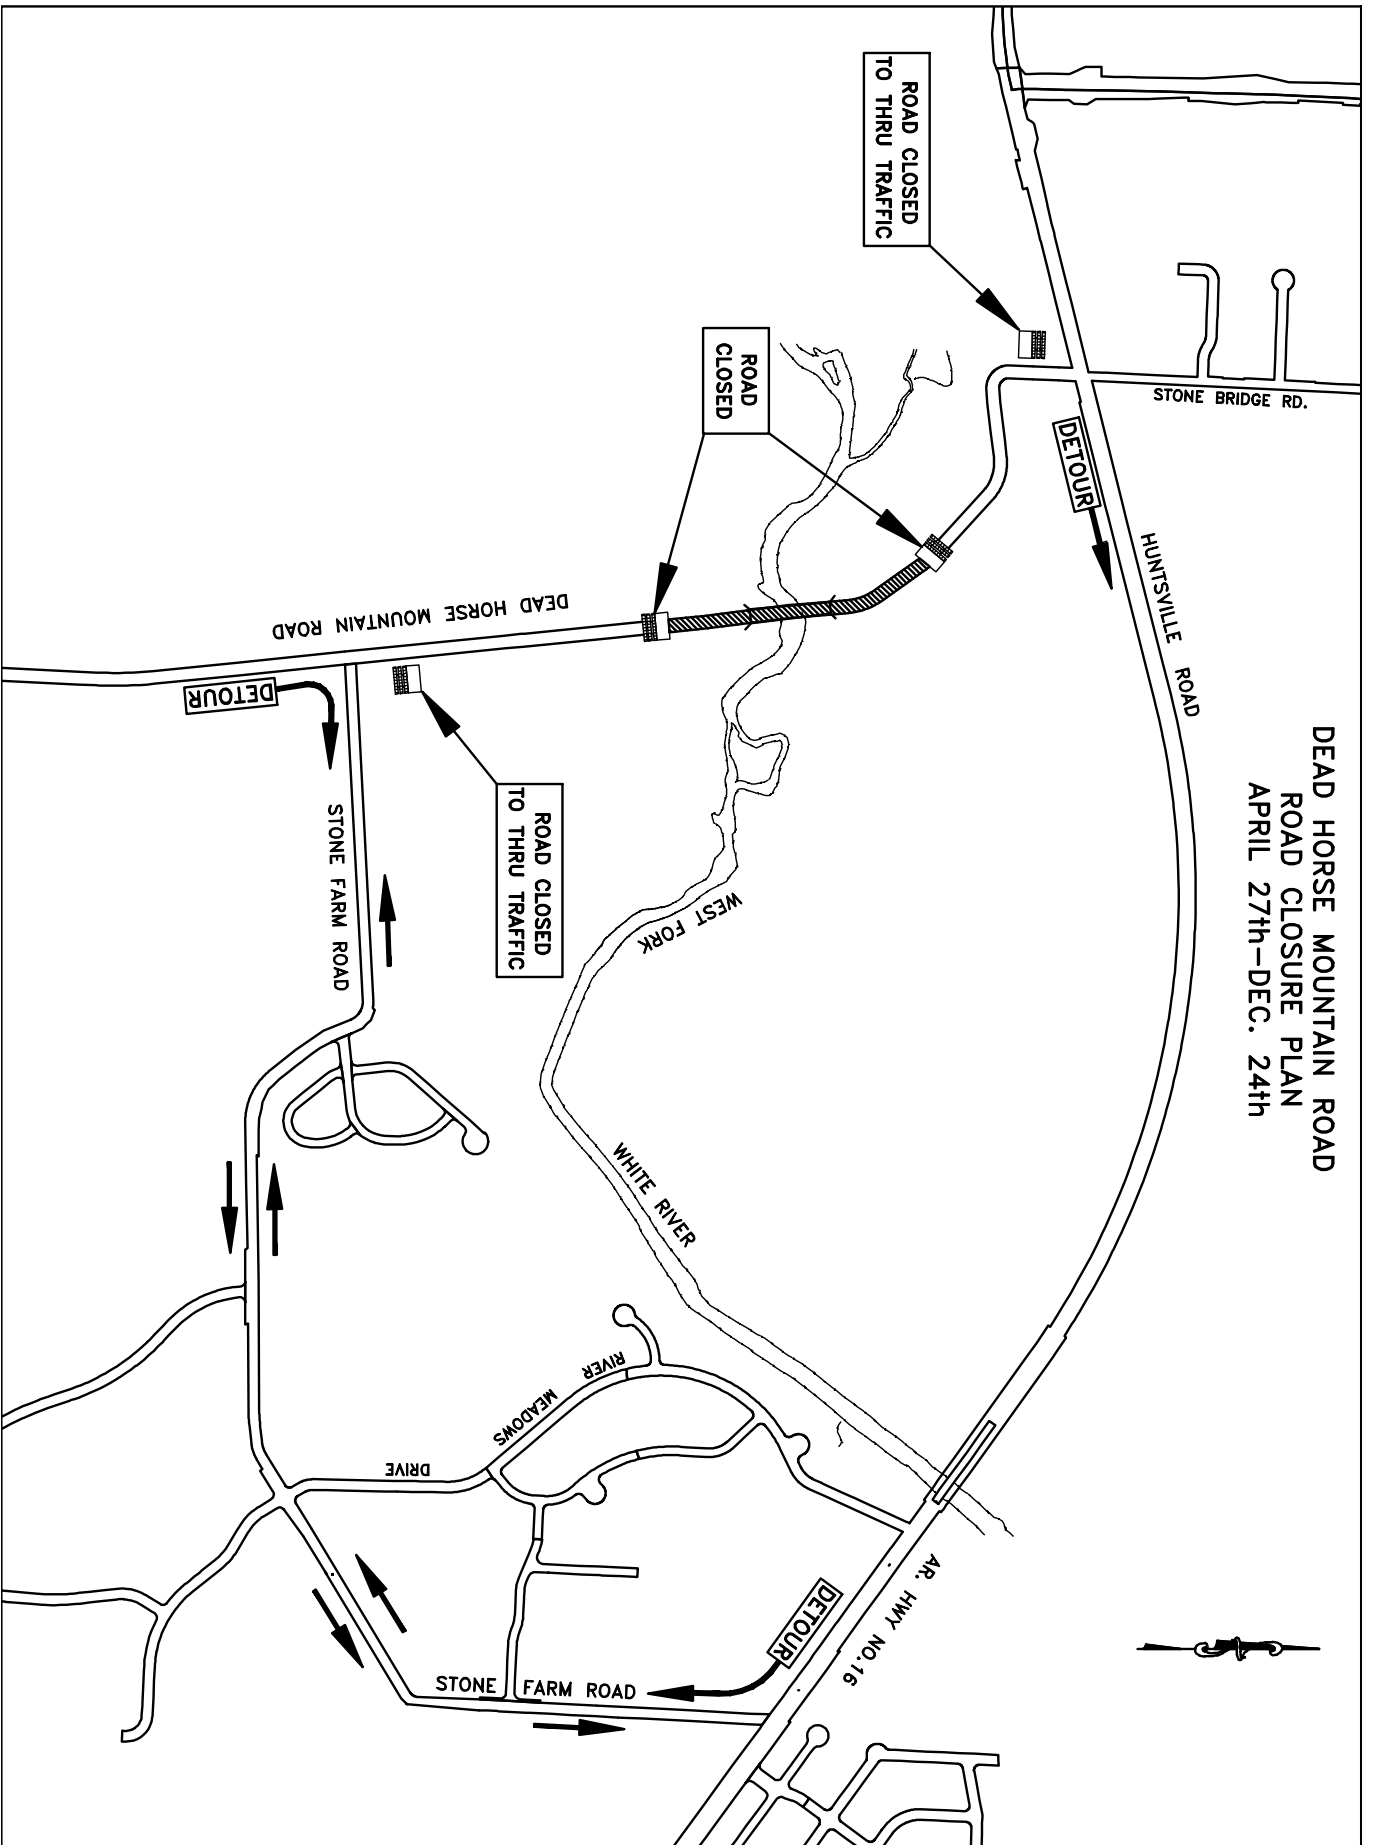 DEAD HORSE MOUNTAIN ROAD
ROAD CLOSURE PLAN
APRIL 27th-DEC. 24th
STONE BRIDGE RD.
ROAD CLOSED
TO THRU TRAFFIC
DETOUR
HUNTSVILLE ROAD
ROAD
CLOSED
DEAD HORSE MOUNTAIN ROAD
DETOUR
ROAD CLOSED
TO THRU TRAFFIC
STONE FARM ROAD
WEST FORK
WHITE RIVER
RIVER MEADOWS DRIVE
AR. HWY NO.16
DETOUR
STONE FARM ROAD